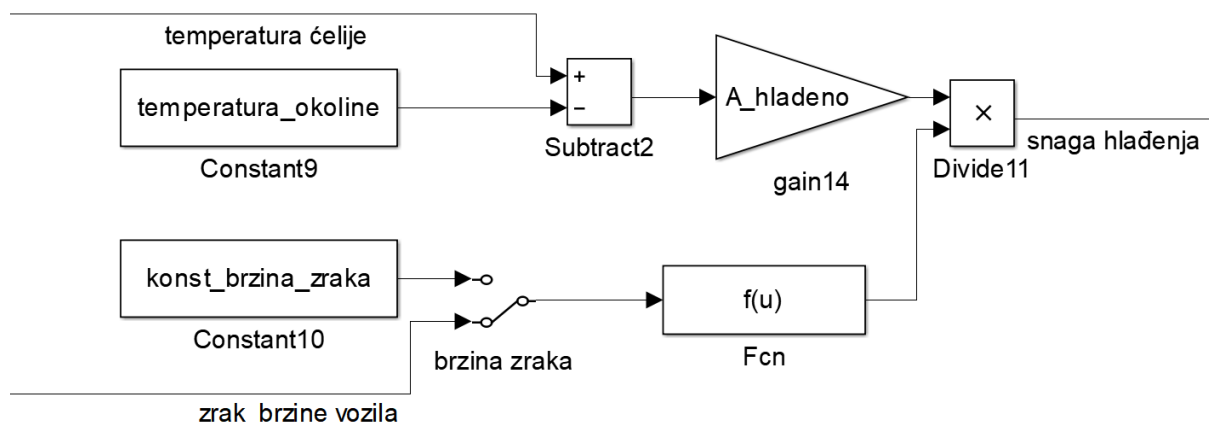 temperatura ćelije
temperatura_okoline
Constant9
+
−
Subtract2
A_hladeno
gain14
×
Divide11
snaga hlađenja
konst_brzina_zraka
Constant10
brzina zraka
f(u)
Fcn
zrak brzine vozila